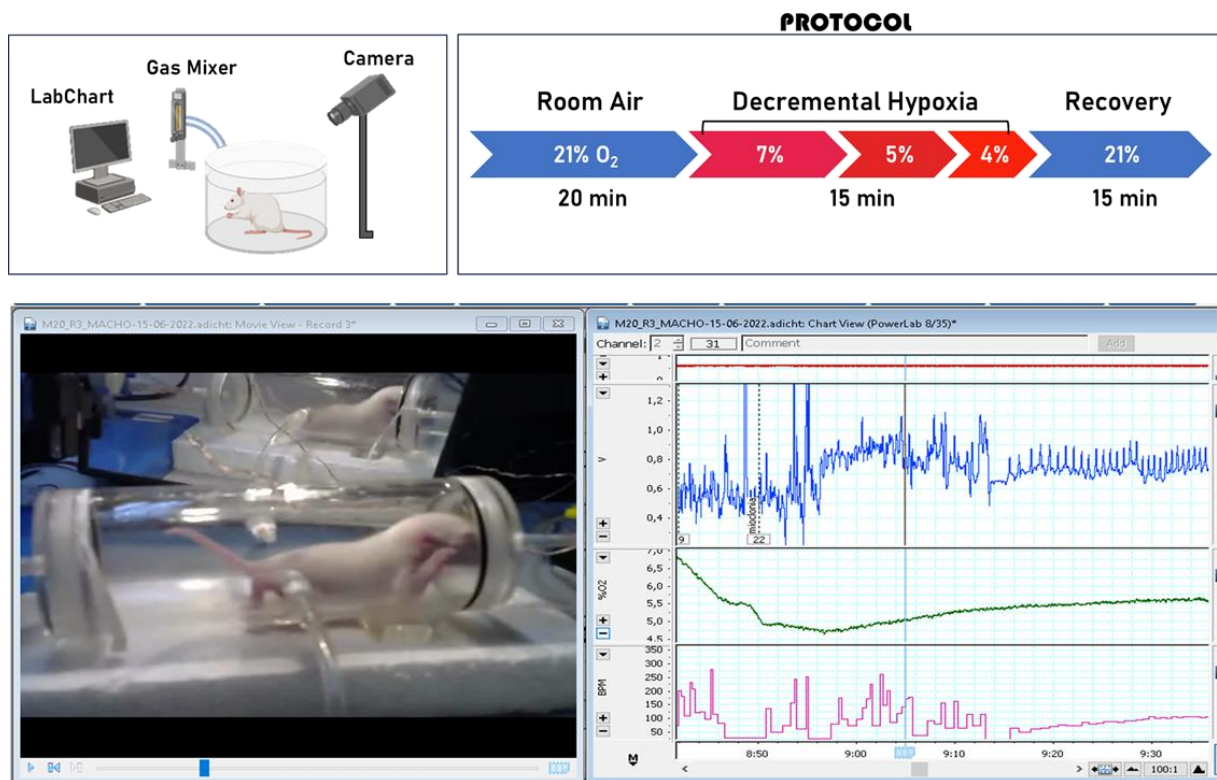 PROTOCOL
LabChart
Gas Mixer
Camera
Room Air
Decremental Hypoxia
Recovery
21% O₂
7%
5%
4%
21%
20 min
15 min
15 min
M20_R3_MACHO-15-06-2022.adicht: Movie View - Record 3*
M20_R3_MACHO-15-06-2022.adicht: Chart View (PowerLab 8/35)*
Channel: 2 31 Comment Add
1,2
1,0
V
0,8
0,6
0,4
mioclonia
9
22
7,0
6,5
6,0
%O2
5,5
5,0
4,5
350
300
250
200
BPM
150
100
50
8:50 9:00 9:10 9:20 9:30
100:1